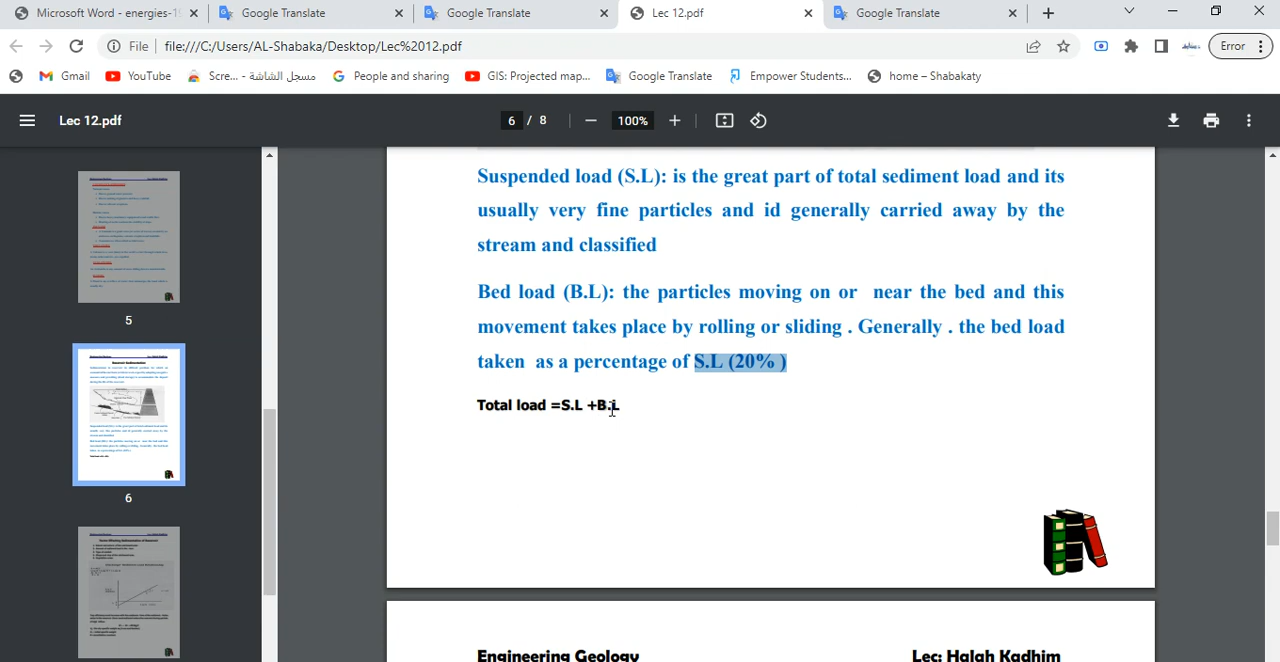 Microsoft Word - energies-1
Google Translate
Google Translate
Lec 12.pdf
Google Translate
File
file:///C:/Users/AL-Shabaka/Desktop/Lec%2012.pdf
Error
Gmail
YouTube
Scre... - مسجل الشاشة
People and sharing
GIS: Projected map...
Google Translate
Empower Students...
home – Shabakaty
Lec 12.pdf
6 / 8
100%
Suspended load (S.L): is the great part of total sediment load and its
usually very fine particles and id generally carried away by the
stream and classified
Bed load (B.L): the particles moving on or near the bed and this
movement takes place by rolling or sliding . Generally . the bed load
taken as a percentage of S.L (20% )
Total load =S.L +B.L
5
6
Engineering Geology
Lec: Halah Kadhim